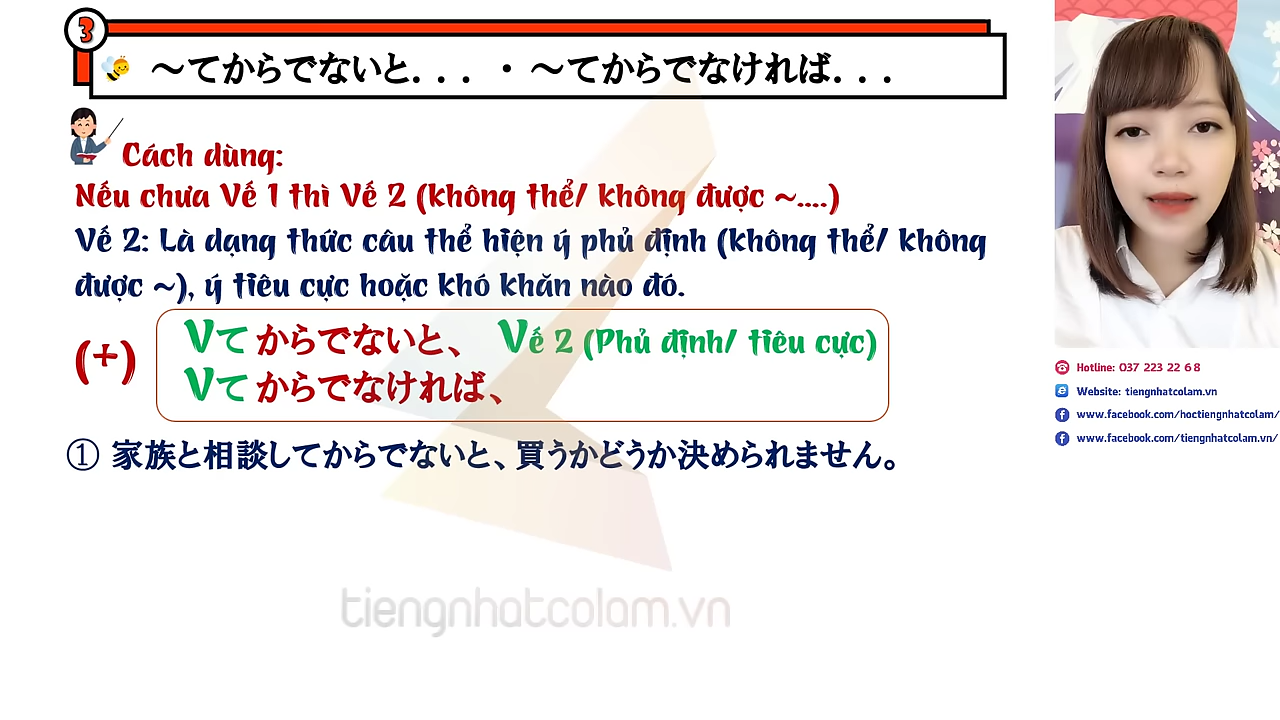 3
～てからでないと...・～てからでなければ...
Cách dùng:
Nếu chưa Vế 1 thì Vế 2 (không thể/ không được ~....)
Vế 2: Là dạng thức câu thể hiện ý phủ định (không thể/ không
được ~), ý tiêu cực hoặc khó khăn nào đó.
(+)
Vて からでないと、 Vế 2 (Phủ định/ tiêu cực)
Vて からでなければ、
① 家族と相談してからでないと、買うかどうか決められません。
tiengnhatcolam.vn
Hotline: 037 223 22 68
Website: tiengnhatcolam.vn
www.facebook.com/hoctiengnhatcolam/
www.facebook.com/tiengnhatcolam.vn/